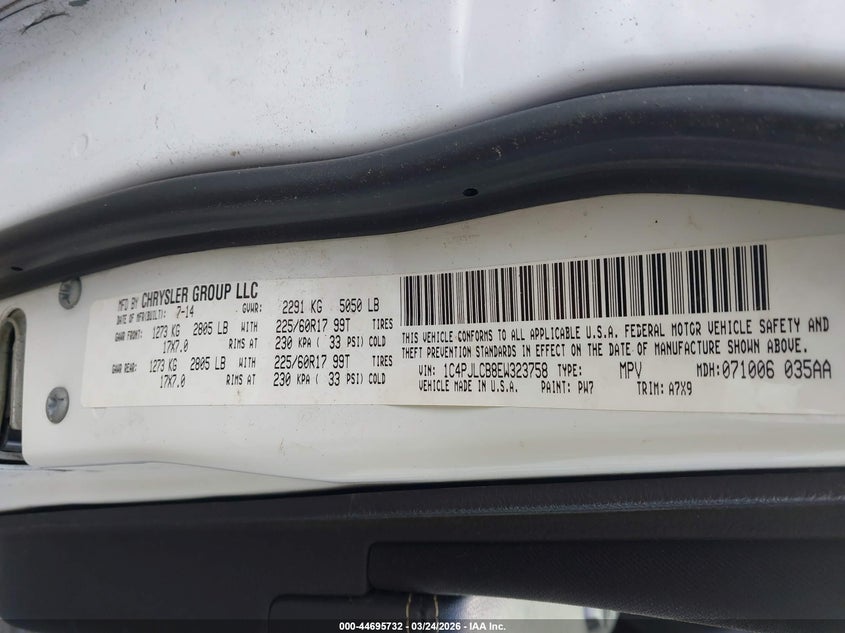 MFD BY CHRYSLER GROUP LLC
DATE OF MFR(BUILT): 7-14 GVWR: 2291 KG 5050 LB
GAWR FRONT: 1273 KG 2805 LB WITH 225/60R17 99T TIRES
17X7.0 RIMS AT 230 KPA ( 33 PSI) COLD
GAWR REAR: 1273 KG 2805 LB WITH 225/60R17 99T TIRES
17X7.0 RIMS AT 230 KPA ( 33 PSI) COLD
THIS VEHICLE CONFORMS TO ALL APPLICABLE U.S.A. FEDERAL MOTOR VEHICLE SAFETY AND
THEFT PREVENTION STANDARDS IN EFFECT ON THE DATE OF MANUFACTURE SHOWN ABOVE.
VIN: 1C4PJLCB8EW323758 TYPE: MPV MDH:071006 035AA
VEHICLE MADE IN U.S.A. PAINT: PW7 TRIM: A7X9
000-44695732 - 03/24/2026 - IAA Inc.